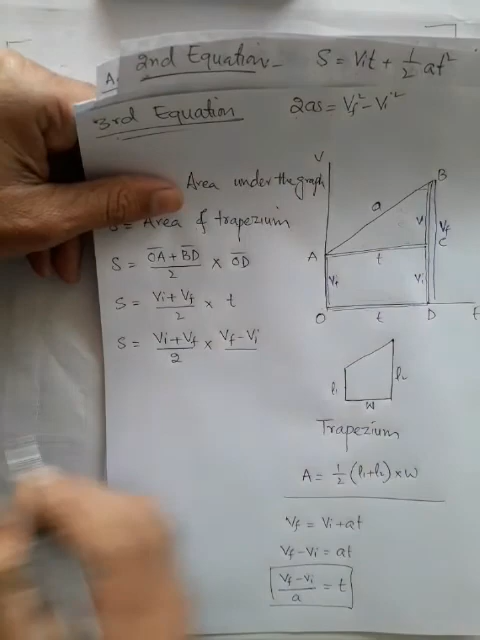 2nd Equation - S = Vit + 1/2 at²
3rd Equation 2as = Vf² - Vi²
Area under the graph
= Area of trapezium
S = OA + BD / 2 × OD
S = Vi + Vf / 2 × t
S = Vi + Vf / 2 × Vf - Vi
V
B
a
Vf
C
A
t
Vi
O
t
D
t
l₁
l₂
W
Trapezium
A = 1/2 (l₁ + l₂) × W
Vf = Vi + at
Vf - Vi = at
Vf - Vi / a = t